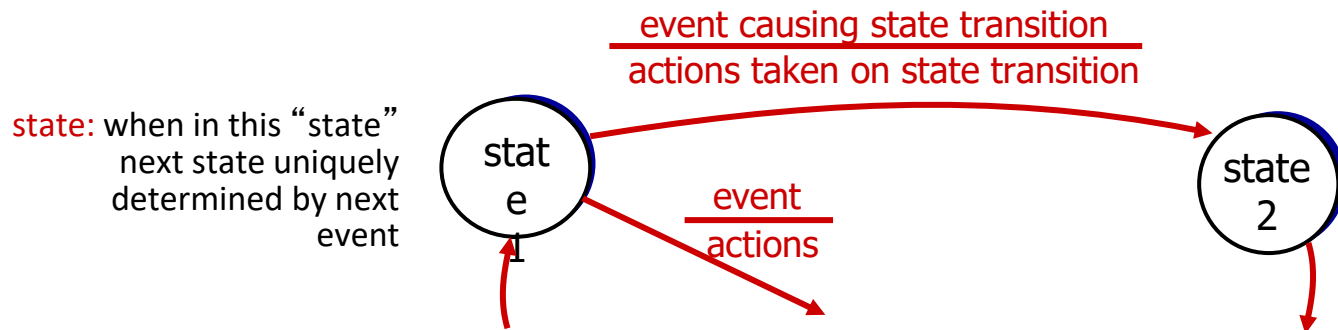 event causing state transition
actions taken on state transition
state: when in this “state”
next state uniquely
determined by next
event
stat
e
1
event
actions
state
2